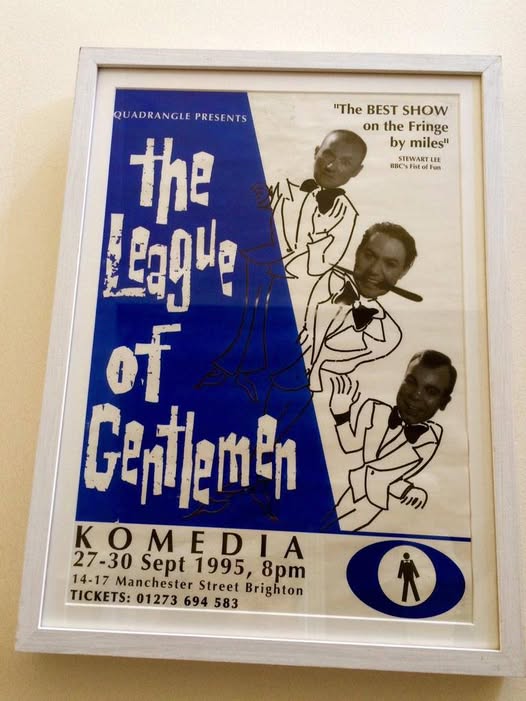 QUADRANGLE PRESENTS
the
League
of
Gentlemen
"The BEST SHOW
on the Fringe
by miles"
STEWART LEE
BBC's Fist of Fun
KOMEDIA
27-30 Sept 1995, 8pm
14-17 Manchester Street Brighton
TICKETS: 01273 694 583